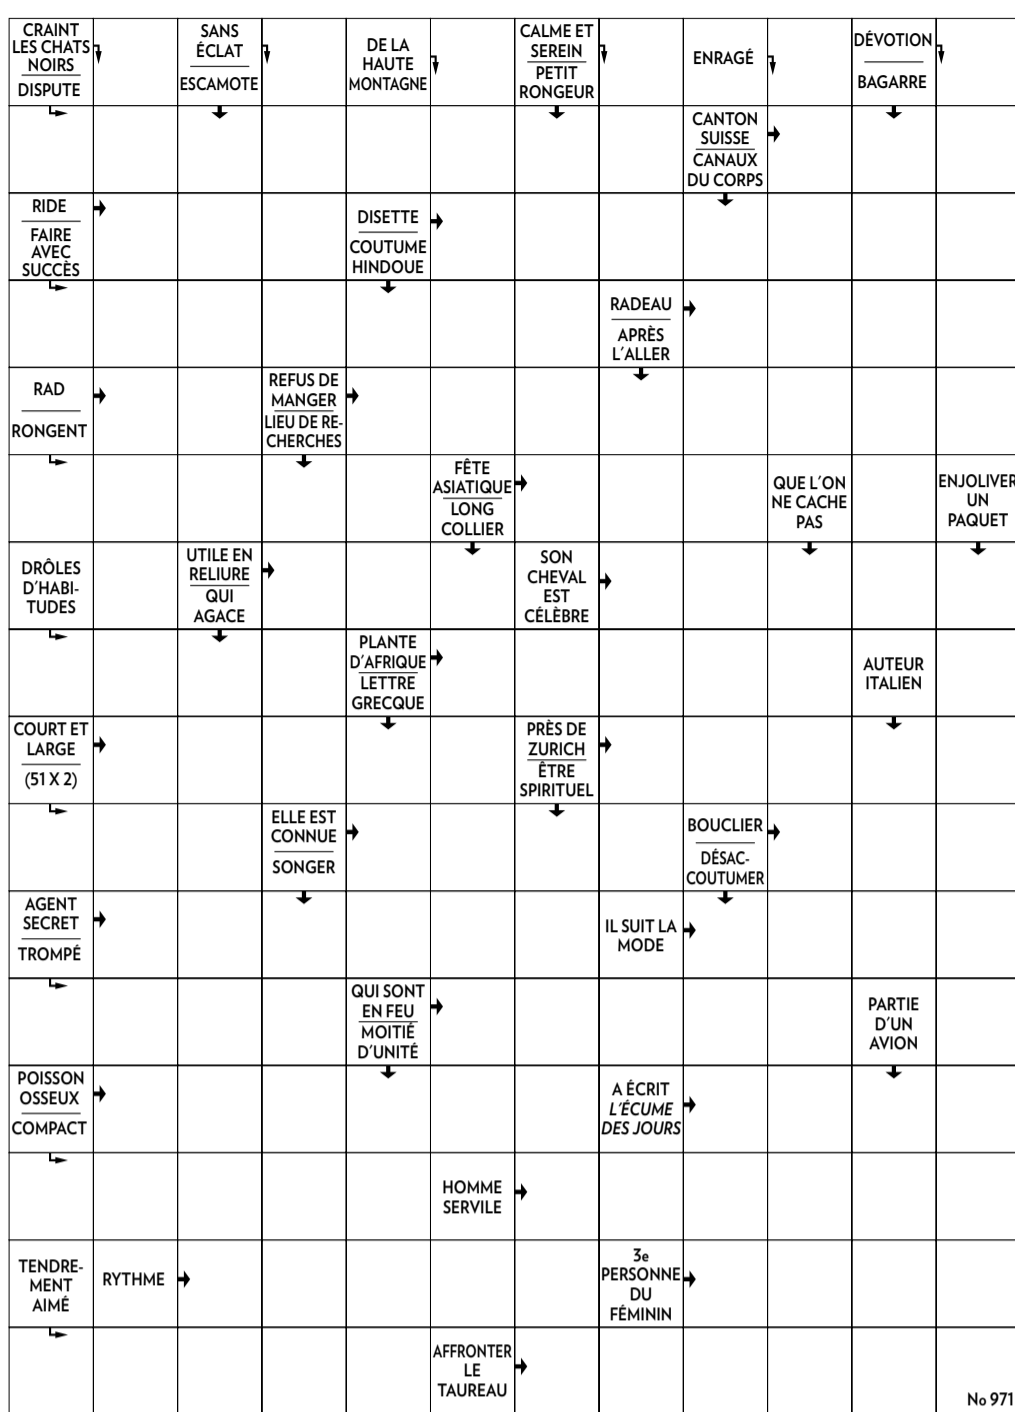 CRAINT
LES CHATS
NOIRS
DISPUTE
SANS
ÉCLAT
ESCAMOTE
DE LA
HAUTE
MONTAGNE
CALME ET
SEREIN
PETIT
RONGEUR
ENRAGÉ
DÉVOTION
BAGARRE
CANTON
SUISSE
CANAUX
DU CORPS
RIDE
FAIRE
AVEC
SUCCÈS
DISETTE
COUTUME
HINDOUE
RADEAU
APRÈS
L'ALLER
RAD
RONGENT
REFUS DE
MANGER
LIEU DE RE-
CHERCHES
FÊTE
ASIATIQUE
LONG
COLLIER
QUE L'ON
NE CACHE
PAS
ENJOLIVER
UN
PAQUET
DRÔLES
D'HABI-
TUDES
UTILE EN
RELIURE
QUI
AGACE
SON
CHEVAL
EST
CÉLÈBRE
PLANTE
D'AFRIQUE
LETTRE
GRECQUE
AUTEUR
ITALIEN
COURT ET
LARGE
(51 X 2)
PRÈS DE
ZURICH
ÊTRE
SPIRITUEL
ELLE EST
CONNUE
SONGER
BOUCLIER
DÉSAC-
COUTUMER
AGENT
SECRET
TROMPÉ
IL SUIT LA
MODE
QUI SONT
EN FEU
MOITIÉ
D'UNITÉ
PARTIE
D'UN
AVION
POISSON
OSSEUX
COMPACT
A ÉCRIT
L'ÉCUME
DES JOURS
HOMME
SERVILE
TENDRE-
MENT
AIMÉ
RYTHME
3e
PERSONNE
DU
FÉMININ
AFFRONTER
LE
TAUREAU
No 971